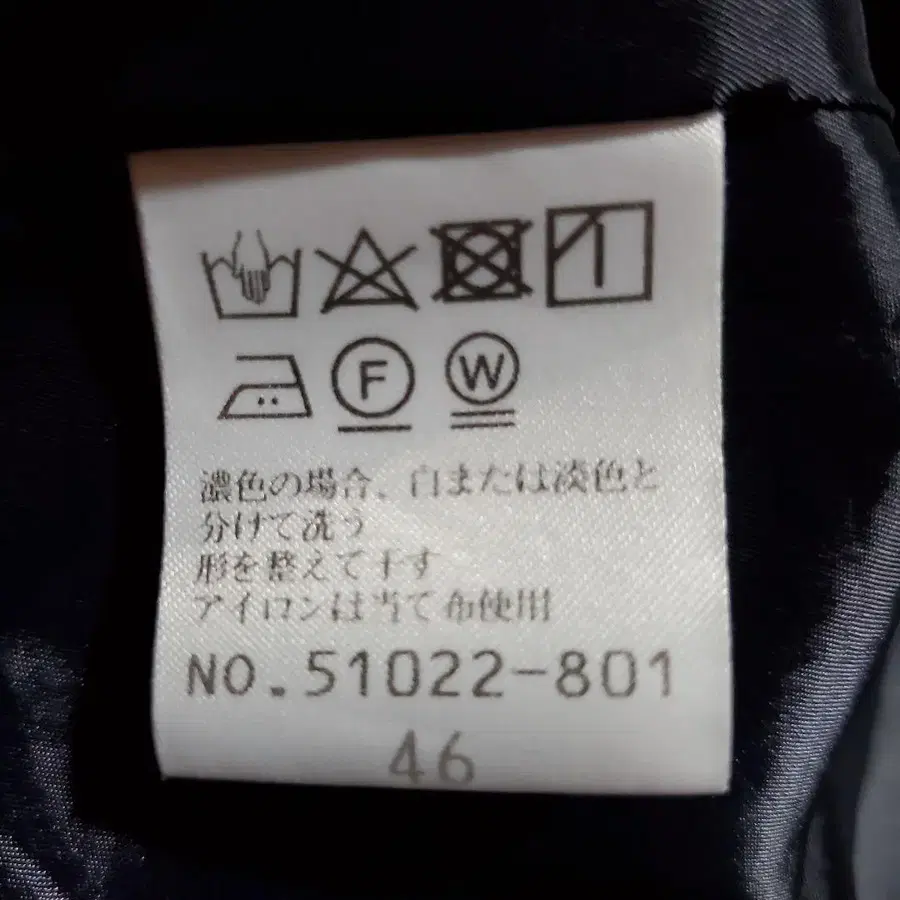 F W
濃色の場合、白または淡色と
分けて洗う
形を整えて干す
アイロンは当て布使用
NO.51022-801
46